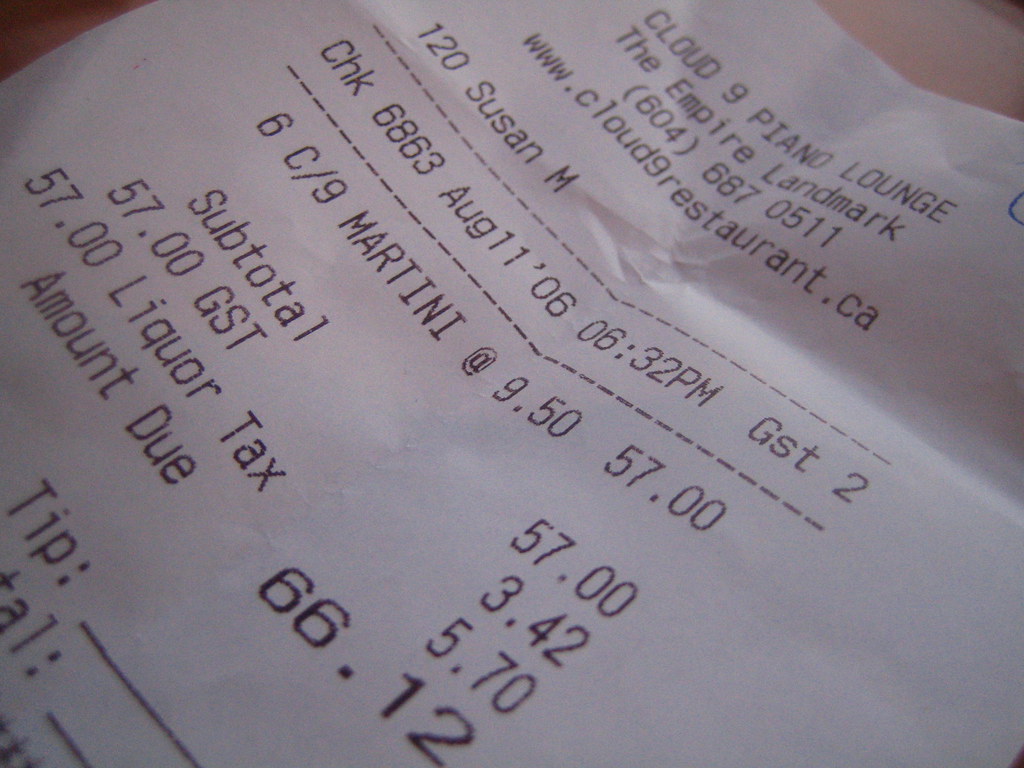 CLOUD 9 PIANO LOUNGE
The Empire Landmark
(604) 687 0511
www.cloud9restaurant.ca
120 Susan M
Chk 6863 Aug11'06 06:32PM Gst 2
6 C/9 MARTINI @ 9.50 57.00
Subtotal 57.00
57.00 GST 3.42
57.00 Liquor Tax 5.70
Amount Due 66.12
Tip:
tal: